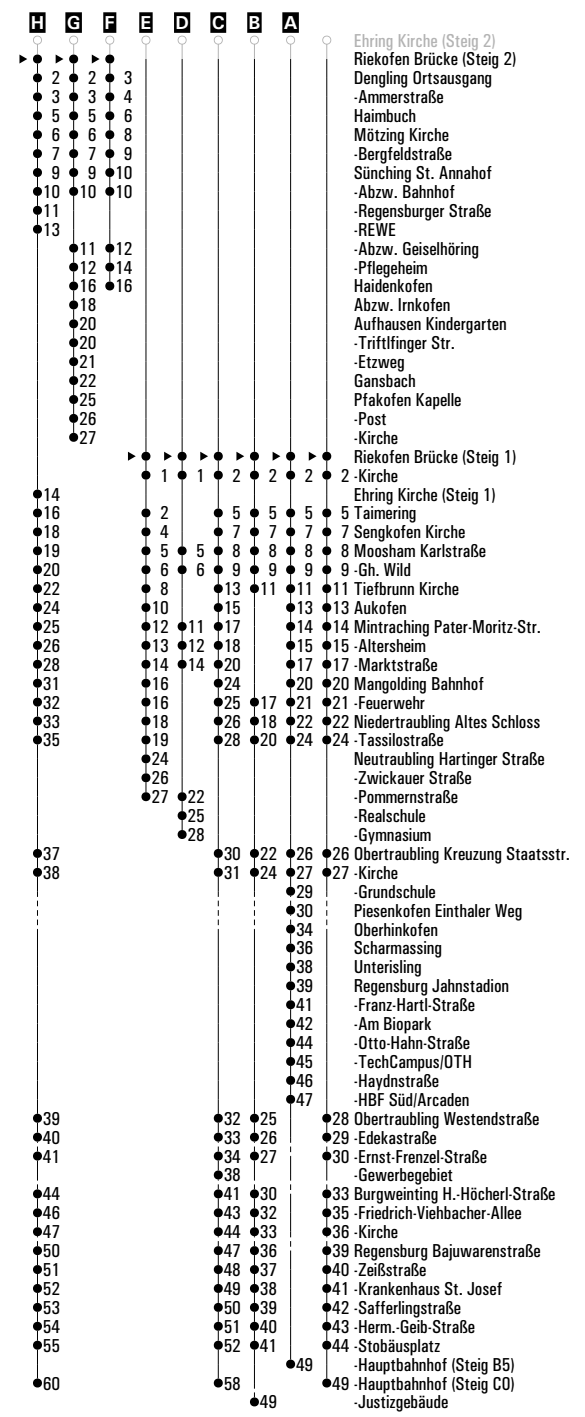 H G F E D C B A
Ehring Kirche (Steig 2)
Riekofen Brücke (Steig 2)
2 2 3 Dengling Ortsausgang
3 3 4 -Ammerstraße
5 5 6 Haimbuch
6 6 8 Mötzing Kirche
7 7 9 -Bergfeldstraße
9 9 10 Sünching St. Annahof
10 10 10 -Abzw. Bahnhof
11 -Regensburger Straße
13 -REWE
11 12 -Abzw. Geiselhöring
12 14 -Pflegeheim
16 16 Haidenkofen
18 Abzw. Irnkofen
20 Aufhausen Kindergarten
20 -Triftlfinger Str.
21 -Etzweg
22 Gansbach
25 Pfakofen Kapelle
26 -Post
27 -Kirche
Riekofen Brücke (Steig 1)
1 1 2 2 2 2 -Kirche
14 Ehring Kirche (Steig 1)
16 2 5 5 5 5 Taimering
18 4 7 7 7 7 Sengkofen Kirche
19 5 5 8 8 8 8 Moosham Karlstraße
20 6 6 9 9 9 9 -Gh. Wild
22 8 13 11 11 11 Tiefbrunn Kirche
24 10 15 13 13 Aukofen
25 12 11 17 14 14 Mintraching Pater-Moritz-Str.
26 13 12 18 15 15 -Altersheim
28 14 14 20 17 17 -Marktstraße
31 16 24 20 20 Mangolding Bahnhof
32 16 25 17 21 21 -Feuerwehr
33 18 26 18 22 22 Niedertraubling Altes Schloss
35 19 28 20 24 24 -Tassilostraße
24 Neutraubling Hartinger Straße
26 -Zwickauer Straße
27 22 -Pommernstraße
25 -Realschule
28 -Gymnasium
37 30 22 26 26 Obertraubling Kreuzung Staatsstr.
38 31 24 27 27 -Kirche
29 -Grundschule
30 Piesenkofen Einthaler Weg
34 Oberhinkofen
36 Scharmassing
38 Unterisling
39 Regensburg Jahnstadion
41 -Franz-Hartl-Straße
42 -Am Biopark
44 -Otto-Hahn-Straße
45 -TechCampus/OTH
46 -Haydnstraße
47 -HBF Süd/Arcaden
39 32 25 28 Obertraubling Westendstraße
40 33 26 29 -Edekastraße
41 34 27 30 -Ernst-Frenzel-Straße
38 -Gewerbegebiet
44 41 30 33 Burgweinting H.-Höcherl-Straße
46 43 32 35 -Friedrich-Viehbacher-Allee
47 44 33 36 -Kirche
50 47 36 39 Regensburg Bajuwarenstraße
51 48 37 40 -Zeißstraße
52 49 38 41 -Krankenhaus St. Josef
53 50 39 42 -Safferlingstraße
54 51 40 43 -Herm.-Geib-Straße
55 52 41 44 -Stobäusplatz
49 -Hauptbahnhof (Steig B5)
60 58 49 -Hauptbahnhof (Steig C0)
49 -Justizgebäude